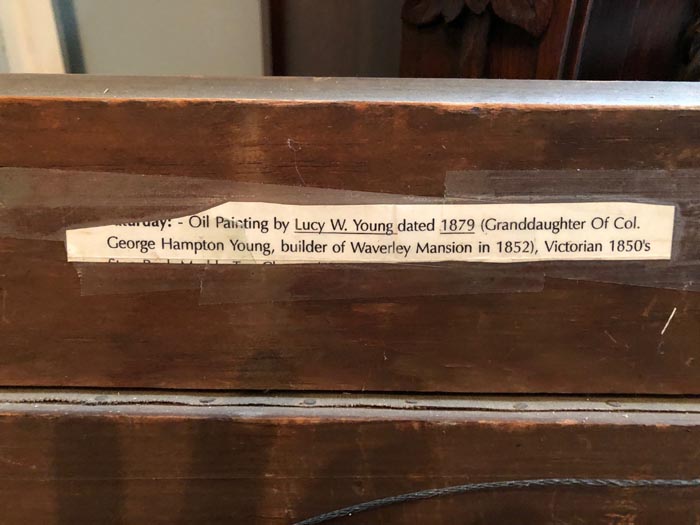 - Oil Painting by Lucy W. Young dated 1879 (Granddaughter Of Col.
George Hampton Young, builder of Waverley Mansion in 1852), Victorian 1850's